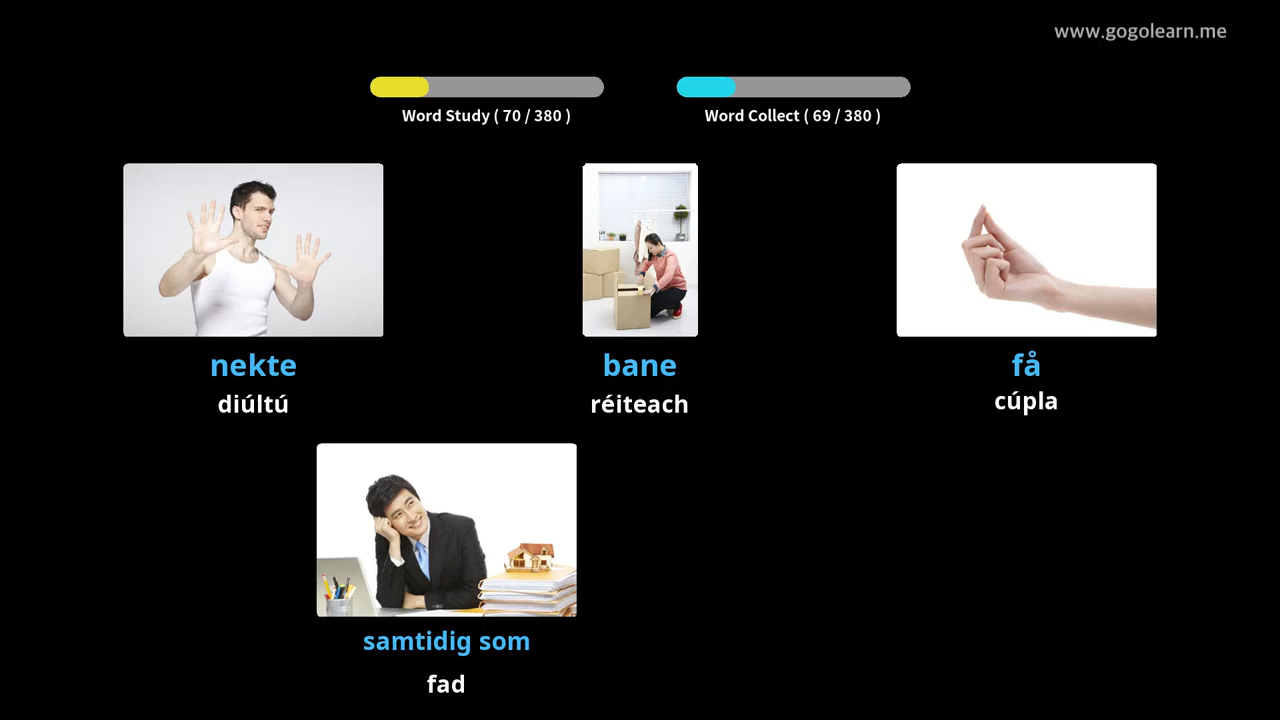 www.gogolearn.me
Word Study ( 70 / 380 )
Word Collect ( 69 / 380 )
nekte
diúltú
bane
réiteach
få
cúpla
samtidig som
fad